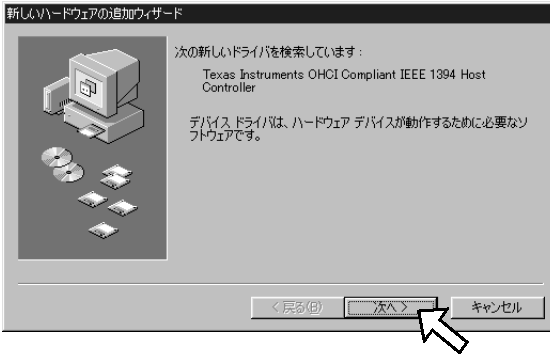 新しいハードウェアの追加ウィザード
次の新しいドライバを検索しています :
Texas Instruments OHCI Compliant IEEE 1394 Host
Controller
デバイス ドライバは、ハードウェア デバイスが動作するために必要なソ
フトウェアです。
< 戻る(B)
次へ >
キャンセル